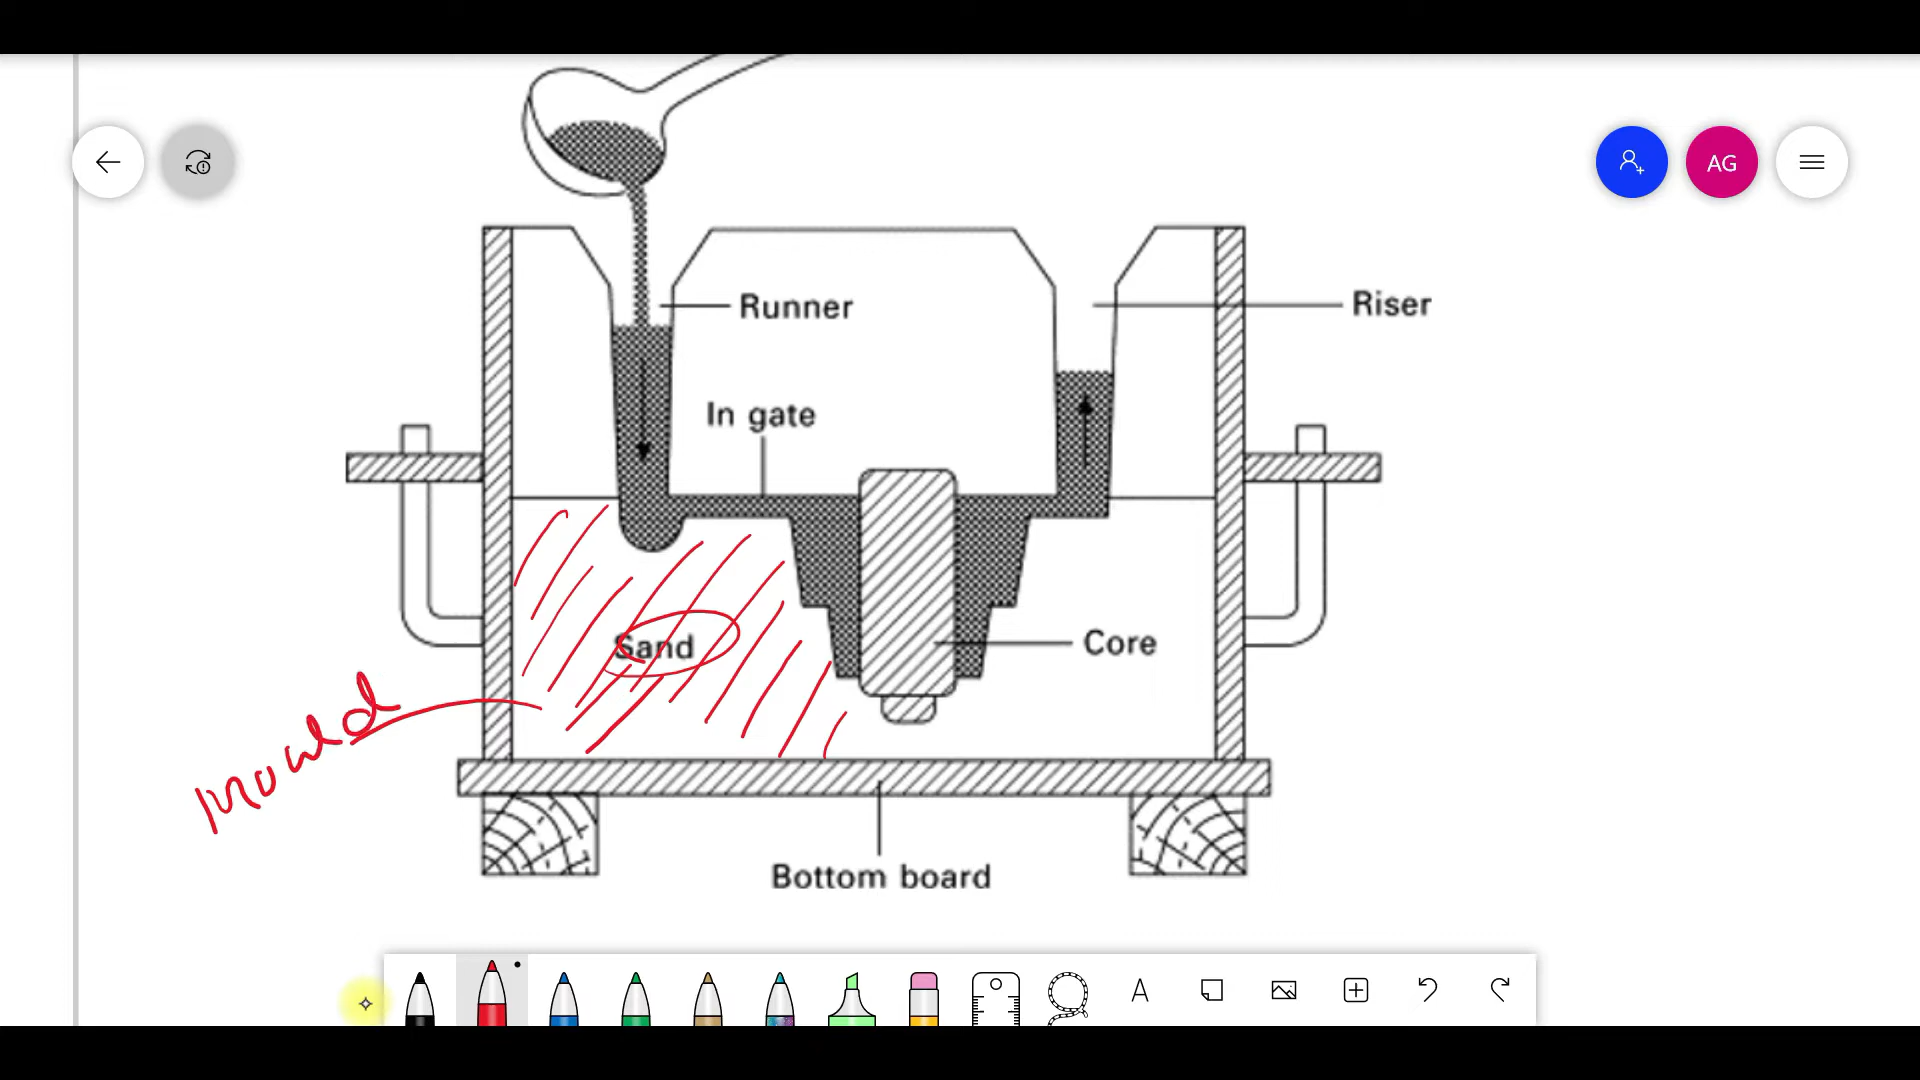 AG
Runner
Riser
In gate
Sand
Core
Mould
Bottom board
A